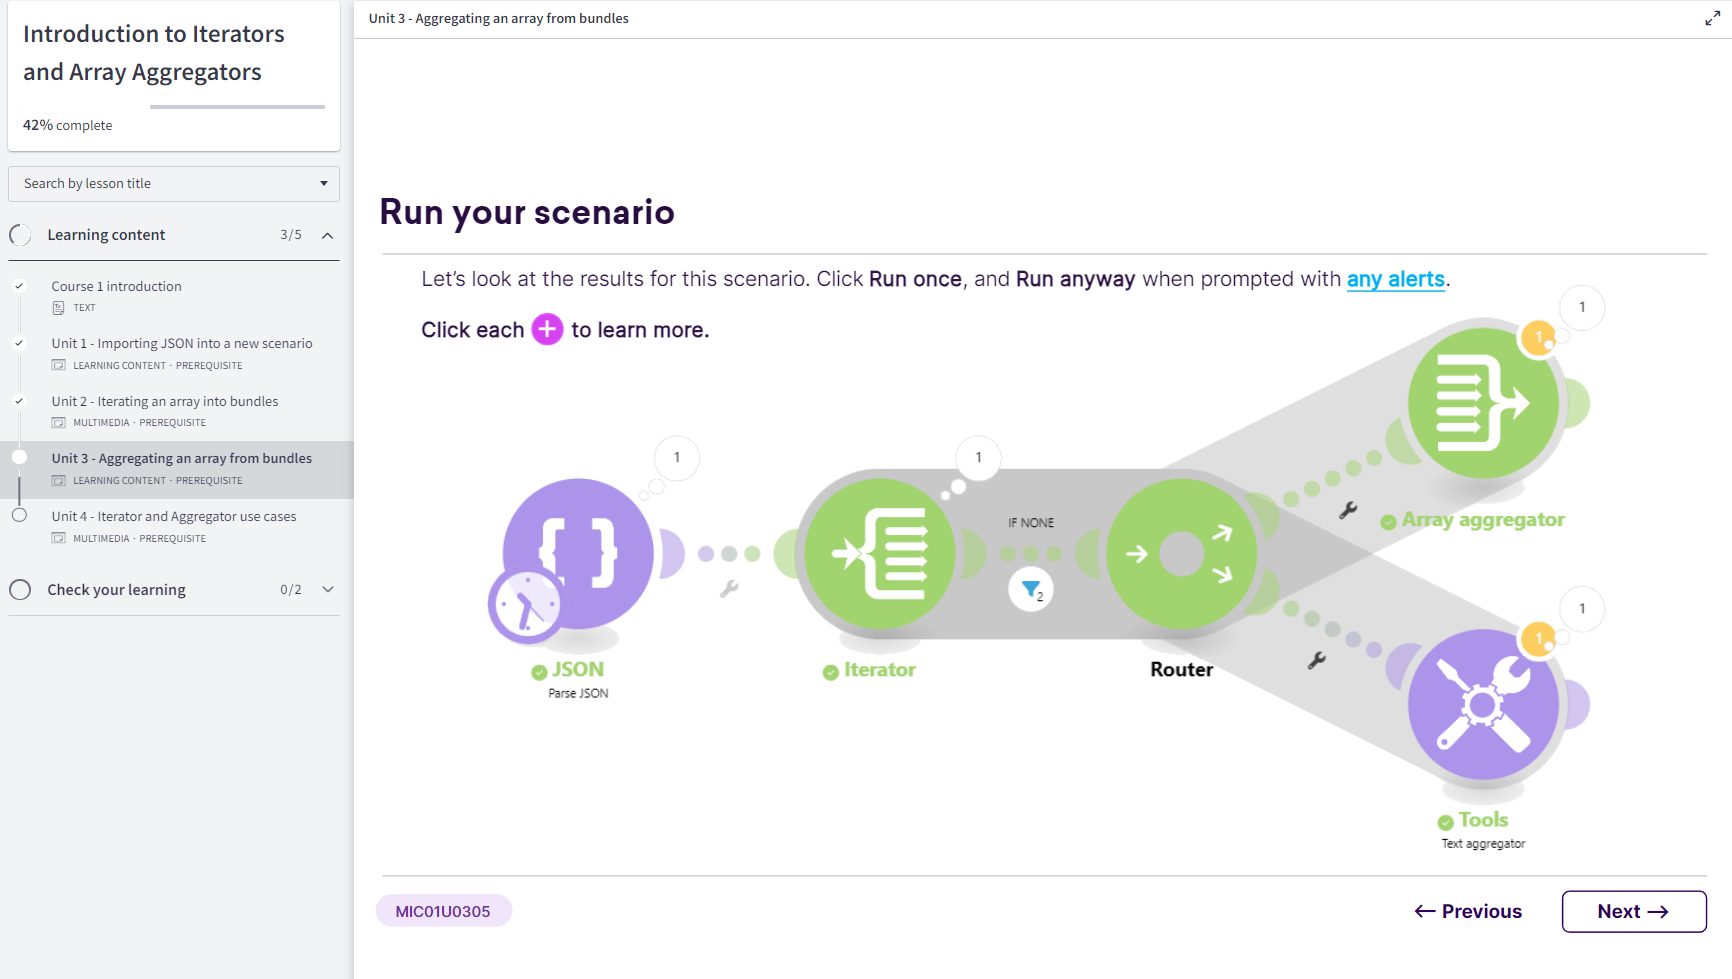 Introduction to Iterators
and Array Aggregators
42% complete
Search by lesson title
Learning content 3/5
Course 1 introduction
TEXT
Unit 1 - Importing JSON into a new scenario
LEARNING CONTENT · PREREQUISITE
Unit 2 - Iterating an array into bundles
MULTIMEDIA · PREREQUISITE
Unit 3 - Aggregating an array from bundles
LEARNING CONTENT · PREREQUISITE
Unit 4 - Iterator and Aggregator use cases
MULTIMEDIA · PREREQUISITE
Check your learning 0/2
Unit 3 - Aggregating an array from bundles
Run your scenario
Let’s look at the results for this scenario. Click Run once, and Run anyway when prompted with any alerts.
Click each + to learn more.
1
1
1
1
IF NONE
2
Array aggregator
1
1
JSON
Parse JSON
Iterator
Router
Tools
Text aggregator
MIC01U0305
← Previous
Next →